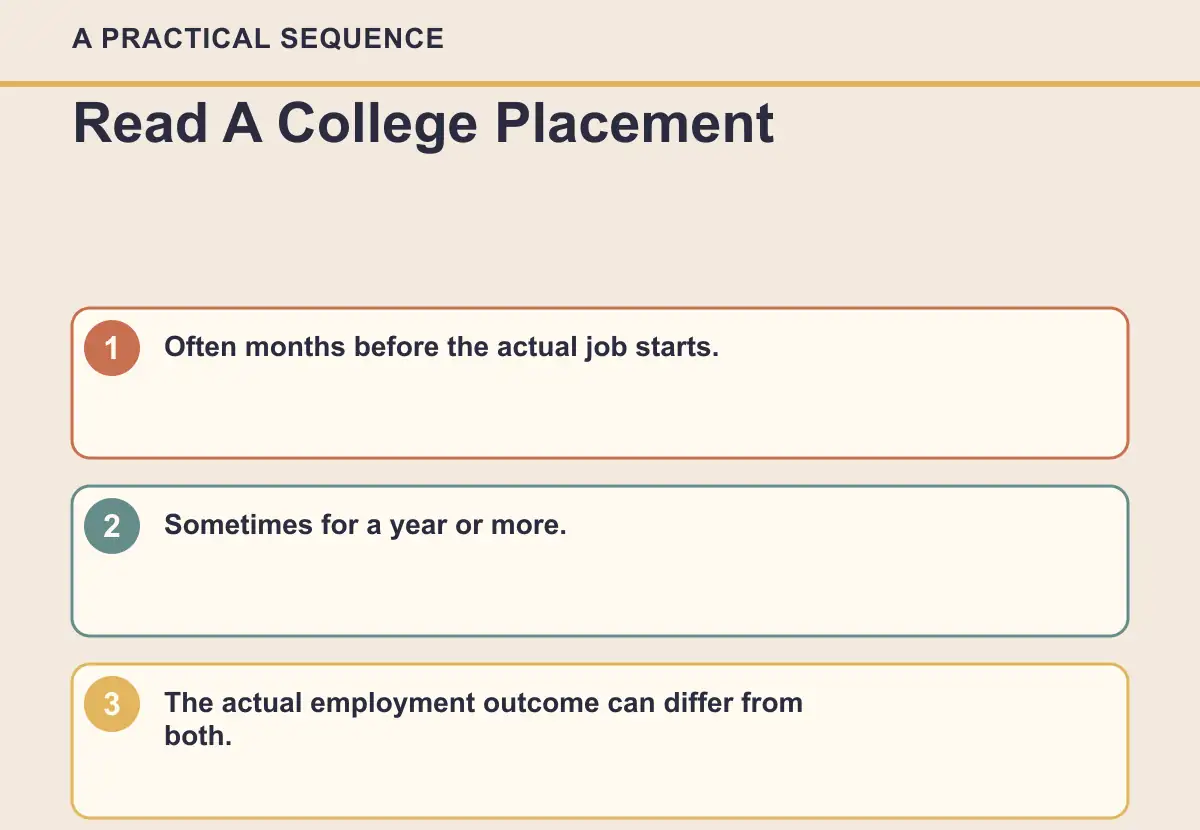 A PRACTICAL SEQUENCE
Read A College Placement
1
Often months before the actual job starts.
2
Sometimes for a year or more.
3
The actual employment outcome can differ from
both.